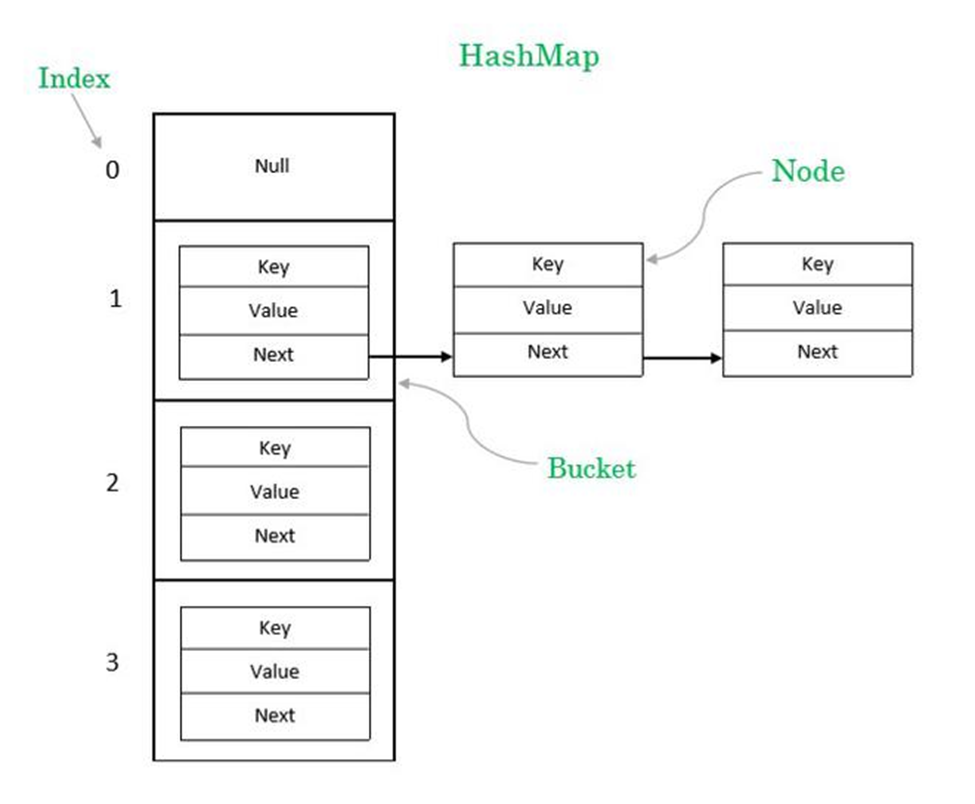 HashMap
Index
0
Null
Node
1
Key
Value
Next
Key
Value
Next
Key
Value
Next
Bucket
2
Key
Value
Next
3
Key
Value
Next